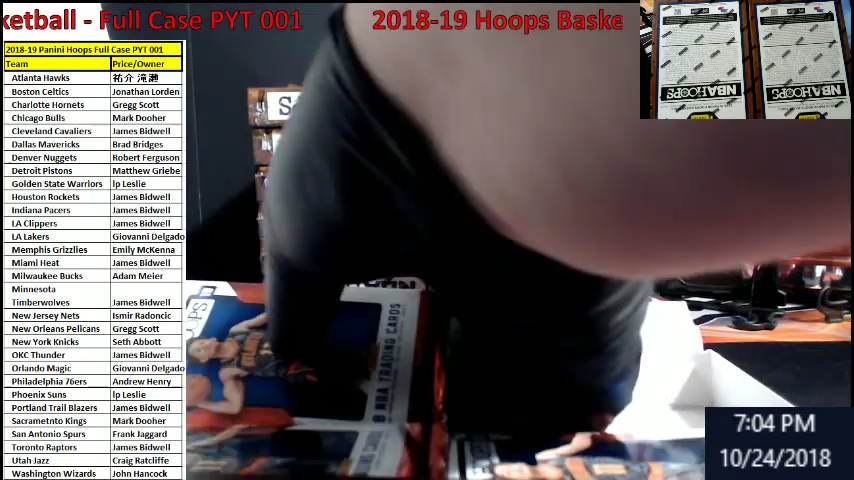 ketball - Full Case PYT 001 2018-19 Hoops Baske
2018-19 Panini Hoops Full Case PYT 001
Team Price/Owner
Atlanta Hawks 祐介 滝瀬
Boston Celtics Jonathan Lorden
Charlotte Hornets Gregg Scott
Chicago Bulls Mark Dooher
Cleveland Cavaliers James Bidwell
Dallas Mavericks Brad Bridges
Denver Nuggets Robert Ferguson
Detroit Pistons Matthew Griebe
Golden State Warriors lp Leslie
Houston Rockets James Bidwell
Indiana Pacers James Bidwell
LA Clippers James Bidwell
LA Lakers Giovanni Delgado
Memphis Grizzlies Emily McKenna
Miami Heat James Bidwell
Milwaukee Bucks Adam Meier
Minnesota
Timberwolves James Bidwell
New Jersey Nets Ismir Radoncic
New Orleans Pelicans Gregg Scott
New York Knicks Seth Abbott
OKC Thunder James Bidwell
Orlando Magic Giovanni Delgado
Philadelphia 76ers Andrew Henry
Phoenix Suns lp Leslie
Portland Trail Blazers James Bidwell
Sacrametnto Kings Mark Dooher
San Antonio Spurs Frank Jaggard
Toronto Raptors James Bidwell
Utah Jazz Craig Ratcliffe
Washington Wizards John Hancock
NBA HOOPS
NBA HOOPS
NBA TRADING CARDS
7:04 PM
10/24/2018